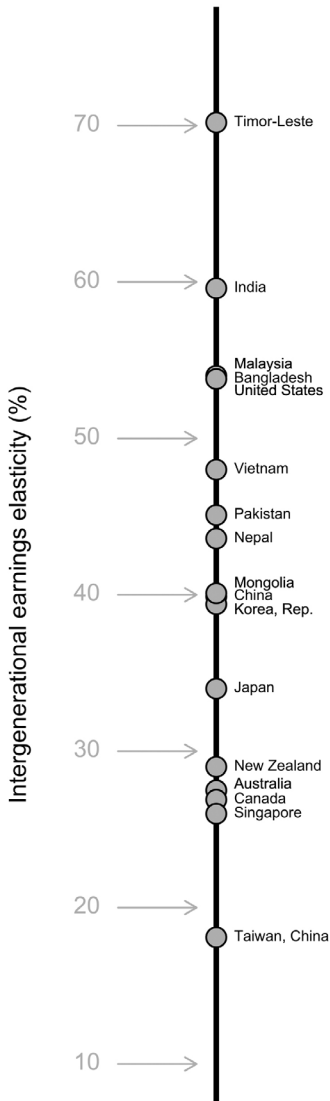 Intergenerational earnings elasticity (%)
70
Timor-Leste
60
India
Malaysia
Bangladesh
United States
50
Vietnam
Pakistan
Nepal
Mongolia
40
China
Korea, Rep.
Japan
30
New Zealand
Australia
Canada
Singapore
20
Taiwan, China
10